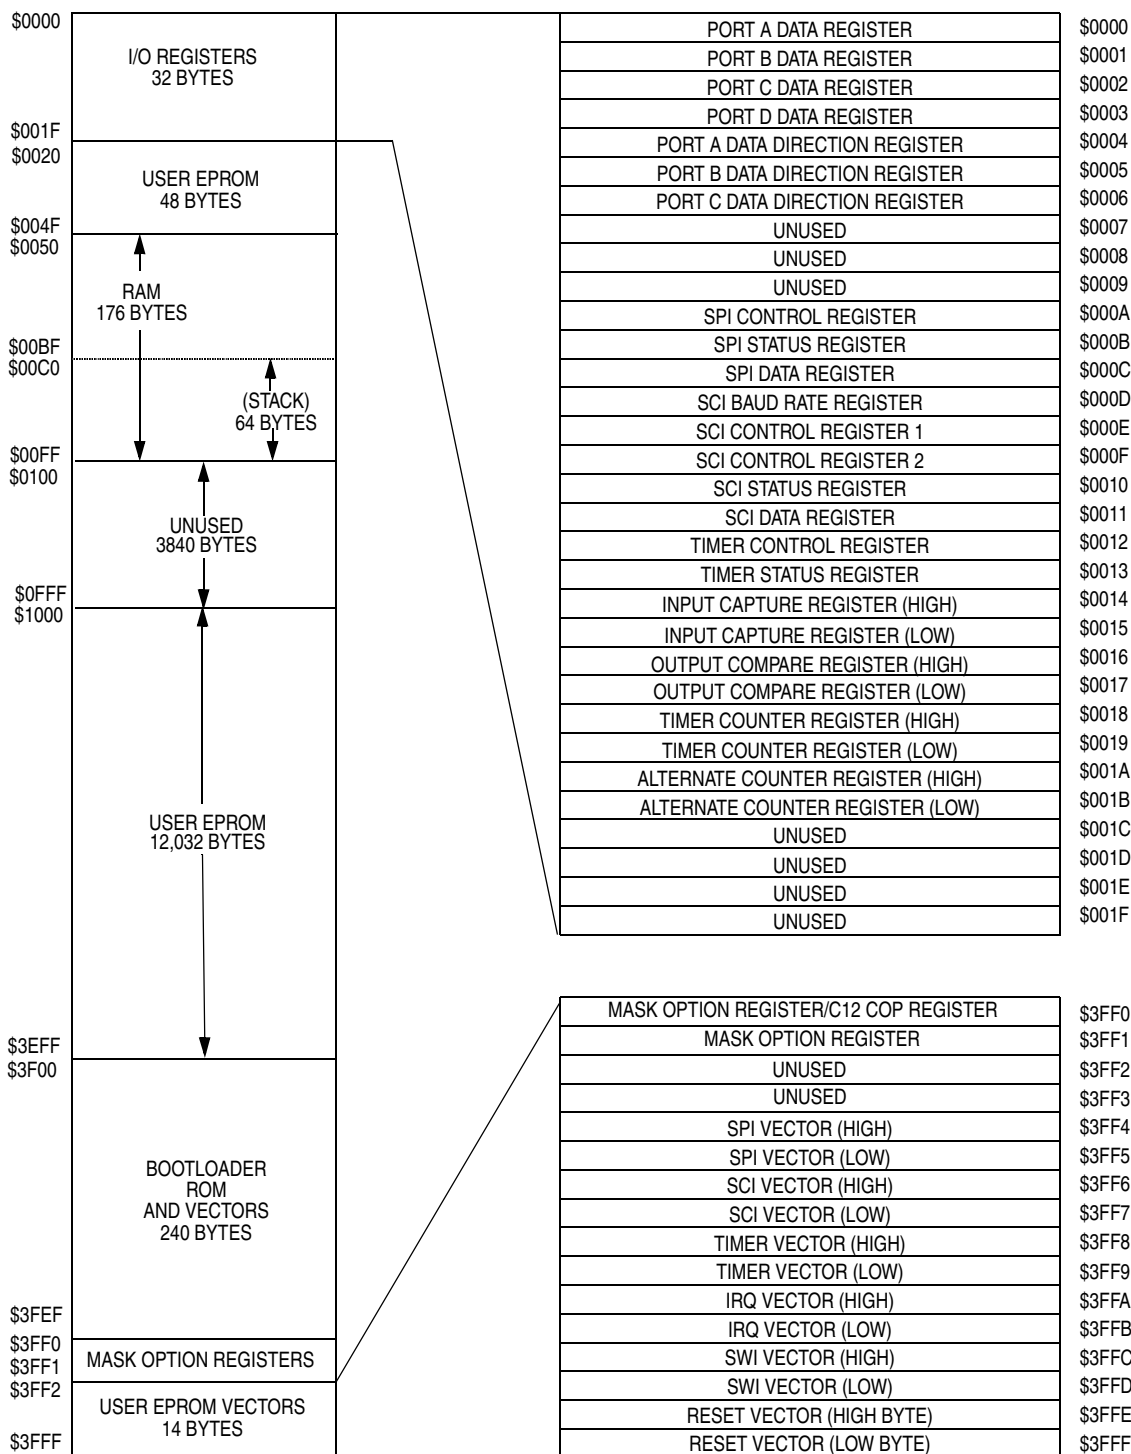 $0000
I/O REGISTERS
32 BYTES
$001F
$0020
USER EPROM
48 BYTES
$004F
$0050
RAM
176 BYTES
$00BF
$00C0
(STACK)
64 BYTES
$00FF
$0100
UNUSED
3840 BYTES
$0FFF
$1000
USER EPROM
12,032 BYTES
$3EFF
$3F00
BOOTLOADER
ROM
AND VECTORS
240 BYTES
$3FEF
$3FF0
$3FF1
MASK OPTION REGISTERS
$3FF2
USER EPROM VECTORS
14 BYTES
$3FFF
PORT A DATA REGISTER $0000
PORT B DATA REGISTER $0001
PORT C DATA REGISTER $0002
PORT D DATA REGISTER $0003
PORT A DATA DIRECTION REGISTER $0004
PORT B DATA DIRECTION REGISTER $0005
PORT C DATA DIRECTION REGISTER $0006
UNUSED $0007
UNUSED $0008
UNUSED $0009
SPI CONTROL REGISTER $000A
SPI STATUS REGISTER $000B
SPI DATA REGISTER $000C
SCI BAUD RATE REGISTER $000D
SCI CONTROL REGISTER 1 $000E
SCI CONTROL REGISTER 2 $000F
SCI STATUS REGISTER $0010
SCI DATA REGISTER $0011
TIMER CONTROL REGISTER $0012
TIMER STATUS REGISTER $0013
INPUT CAPTURE REGISTER (HIGH) $0014
INPUT CAPTURE REGISTER (LOW) $0015
OUTPUT COMPARE REGISTER (HIGH) $0016
OUTPUT COMPARE REGISTER (LOW) $0017
TIMER COUNTER REGISTER (HIGH) $0018
TIMER COUNTER REGISTER (LOW) $0019
ALTERNATE COUNTER REGISTER (HIGH) $001A
ALTERNATE COUNTER REGISTER (LOW) $001B
UNUSED $001C
UNUSED $001D
UNUSED $001E
UNUSED $001F
MASK OPTION REGISTER/C12 COP REGISTER $3FF0
MASK OPTION REGISTER $3FF1
UNUSED $3FF2
UNUSED $3FF3
SPI VECTOR (HIGH) $3FF4
SPI VECTOR (LOW) $3FF5
SCI VECTOR (HIGH) $3FF6
SCI VECTOR (LOW) $3FF7
TIMER VECTOR (HIGH) $3FF8
TIMER VECTOR (LOW) $3FF9
IRQ VECTOR (HIGH) $3FFA
IRQ VECTOR (LOW) $3FFB
SWI VECTOR (HIGH) $3FFC
SWI VECTOR (LOW) $3FFD
RESET VECTOR (HIGH BYTE) $3FFE
RESET VECTOR (LOW BYTE) $3FFF